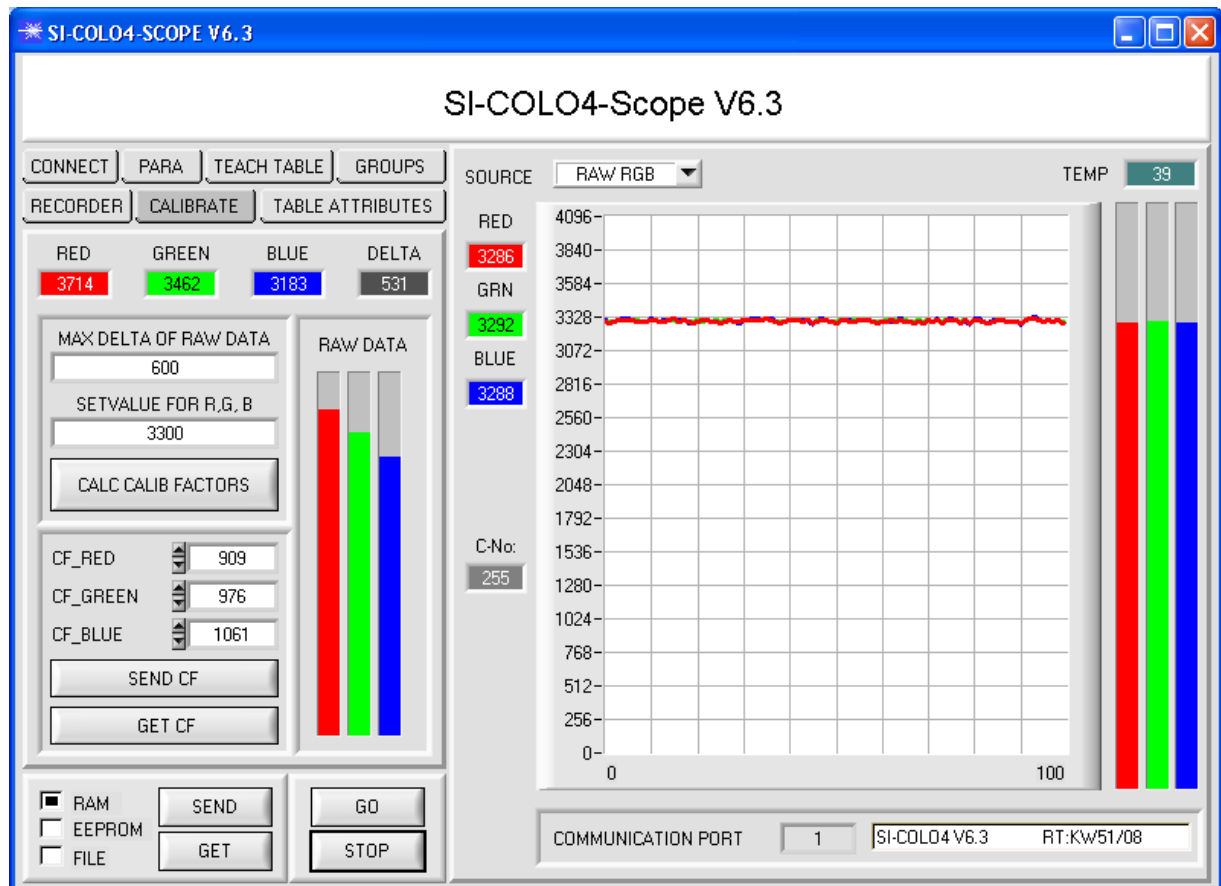 SI-COLO4-SCOPE V6.3
SI-COLO4-Scope V6.3
CONNECT PARA TEACH TABLE GROUPS
RECORDER CALIBRATE TABLE ATTRIBUTES
RED GREEN BLUE DELTA
3714 3462 3183 531
MAX DELTA OF RAW DATA
600
SETVALUE FOR R,G, B
3300
CALC CALIB FACTORS
RAW DATA
CF_RED 909
CF_GREEN 976
CF_BLUE 1061
SEND CF
GET CF
RAM
EEPROM
FILE
SEND
GET
GO
STOP
SOURCE RAW RGB
TEMP 39
RED
3286
GRN
3292
BLUE
3288
C-No:
255
4096
3840
3584
3328
3072
2816
2560
2304
2048
1792
1536
1280
1024
768
512
256
0
0 100
COMMUNICATION PORT 1 SI-COLO4 V6.3 RT:KW51/08